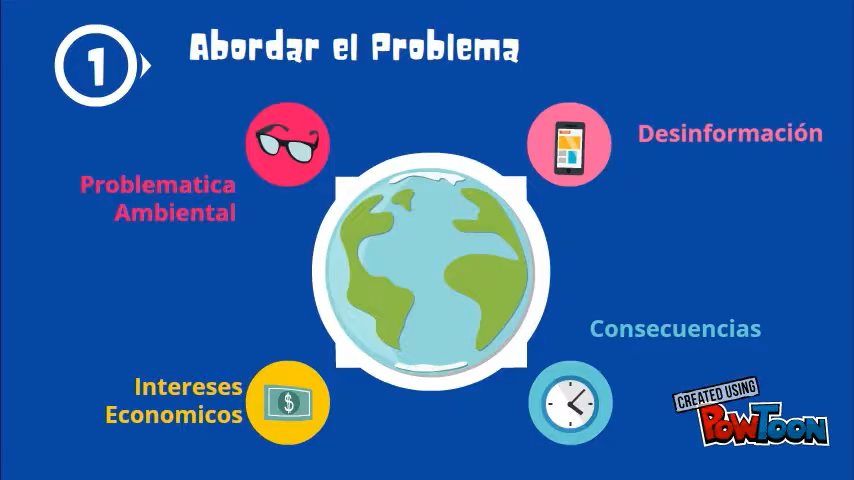 1
Abordar el Problema
Desinformación
Problematica
Ambiental
Consecuencias
Intereses
Economicos
CREATED USING
POWTOON